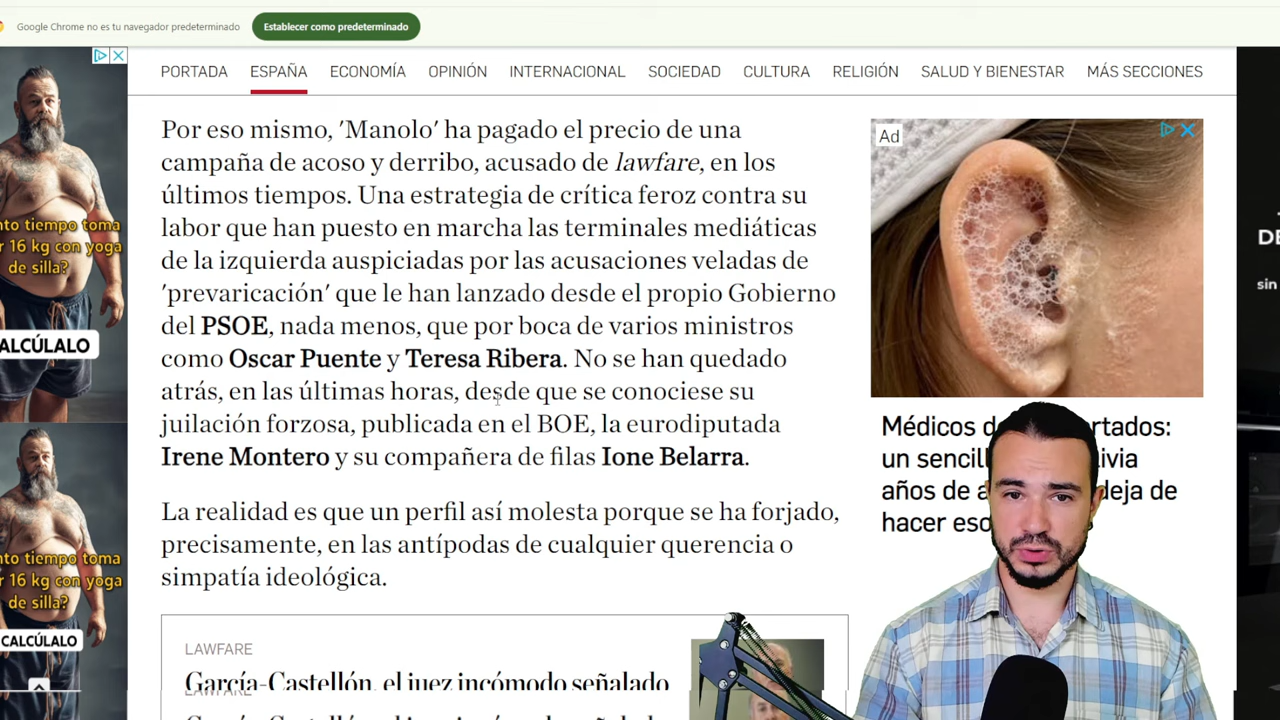 Google Chrome no es tu navegador predeterminado
Establecer como predeterminado
PORTADA ESPAÑA ECONOMÍA OPINIÓN INTERNACIONAL SOCIEDAD CULTURA RELIGIÓN SALUD Y BIENESTAR MÁS SECCIONES
Por eso mismo, 'Manolo' ha pagado el precio de una
campaña de acoso y derribo, acusado de lawfare, en los
últimos tiempos. Una estrategia de crítica feroz contra su
labor que han puesto en marcha las terminales mediáticas
de la izquierda auspiciadas por las acusaciones veladas de
'prevaricación' que le han lanzado desde el propio Gobierno
del PSOE, nada menos, que por boca de varios ministros
como Oscar Puente y Teresa Ribera. No se han quedado
atrás, en las últimas horas, desde que se conociese su
juilación forzosa, publicada en el BOE, la eurodiputada
Irene Montero y su compañera de filas Ione Belarra.
La realidad es que un perfil así molesta porque se ha forjado,
precisamente, en las antípodas de cualquier querencia o
simpatía ideológica.
LAWFARE
García-Castellón, el juez incómodo señalado
LAWFARE
Ad
Médicos
un
años de
deja de
hacer
tiempo toma
16 kg con yoga
de silla?
tiempo toma
16 kg con yoga
de silla?
CALCÚLALO
sin